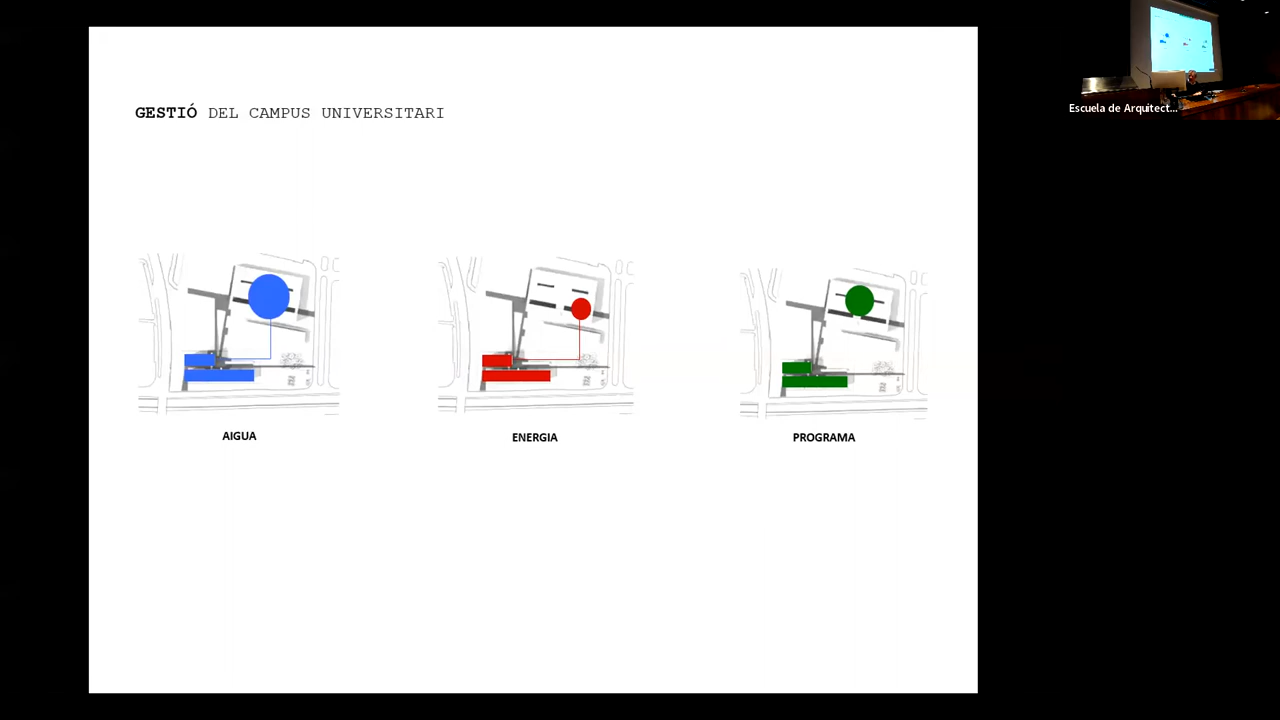 GESTIÓ DEL CAMPUS UNIVERSITARI
Escuela de Arquitect...
AIGUA
ENERGIA
PROGRAMA